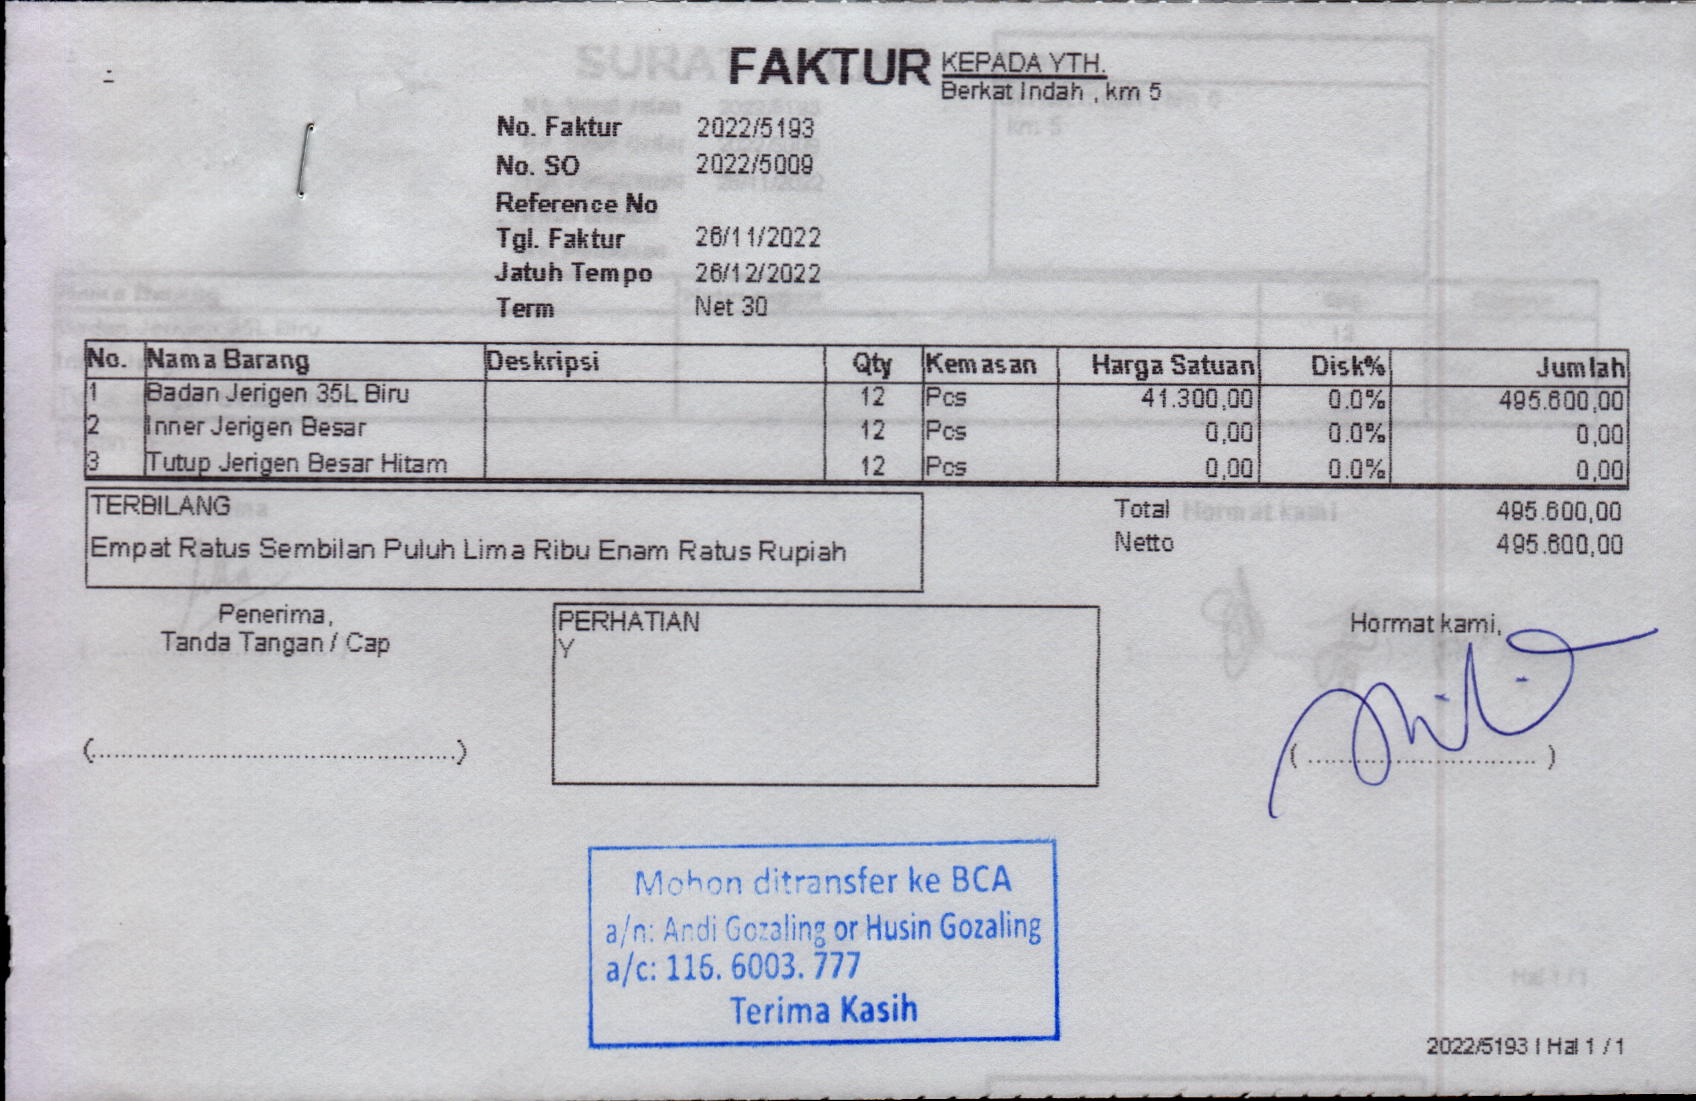 FAKTUR
KEPADA YTH.
Berkat Indah , km 5
No. Faktur 2022/5193
No. SO 2022/5009
Reference No
Tgl. Faktur 26/11/2022
Jatuh Tempo 26/12/2022
Term Net 30
No. Nama Barang Deskripsi Qty Kemasan Harga Satuan Disk% Jumlah
1 Badan Jerigen 35L Biru 12 Pcs 41.300,00 0.0% 495.600,00
2 Inner Jerigen Besar 12 Pcs 0,00 0.0% 0,00
3 Tutup Jerigen Besar Hitam 12 Pcs 0,00 0.0% 0,00
TERBILANG
Empat Ratus Sembilan Puluh Lima Ribu Enam Ratus Rupiah
Total 495.600,00
Netto 495.600,00
Penerima,
Tanda Tangan / Cap
PERHATIAN
Y
Hormat kami,
(................................................)
(.............................)
Mohon ditransfer ke BCA
a/n: Andi Gozaling or Husin Gozaling
a/c: 116. 6003. 777
Terima Kasih
2022/5193 | Hal 1 / 1